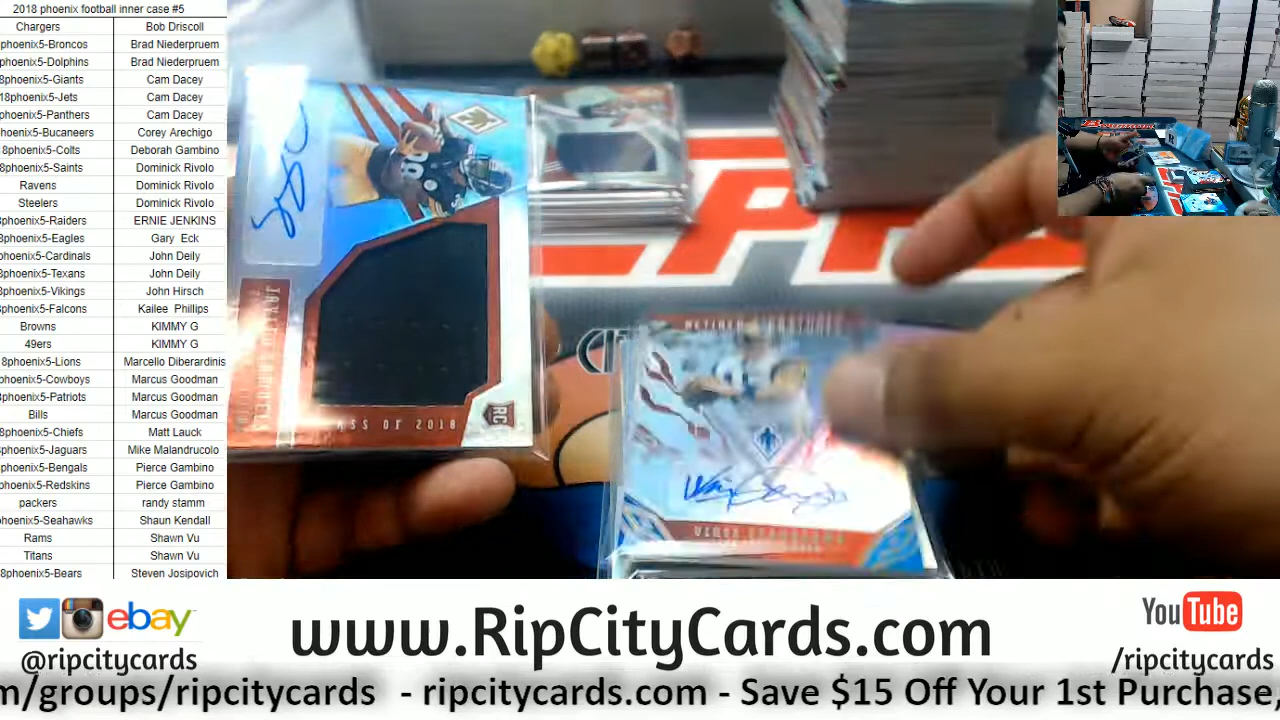 2018 phoenix football inner case #5
Chargers Bob Driscoll
phoenix5-Broncos Brad Niederpruem
phoenix5-Dolphins Brad Niederpruem
8phoenix5-Giants Cam Dacey
18phoenix5-Jets Cam Dacey
phoenix5-Panthers Cam Dacey
phoenix5-Bucaneers Corey Arechigo
8phoenix5-Colts Deborah Gambino
8phoenix5-Saints Dominick Rivolo
Ravens Dominick Rivolo
Steelers Dominick Rivolo
phoenix5-Raiders ERNIE JENKINS
8phoenix5-Eagles Gary Eck
phoenix5-Cardinals John Deily
phoenix5-Texans John Deily
phoenix5-Vikings John Hirsch
phoenix5-Falcons Kailee Phillips
Browns KIMMY G
49ers KIMMY G
8phoenix5-Lions Marcello Diberardinis
phoenix5-Cowboys Marcus Goodman
phoenix5-Patriots Marcus Goodman
Bills Marcus Goodman
8phoenix5-Chiefs Matt Lauck
phoenix5-Jaguars Mike Malandrucolo
phoenix5-Bengals Pierce Gambino
phoenix5-Redskins Pierce Gambino
packers randy stamm
phoenix5-Seahawks Shaun Kendall
Rams Shawn Vu
Titans Shawn Vu
8phoenix5-Bears Steven Josipovich
ASS OF 2018
RC
SIGNATURES
ebay
@ripcitycards
www.RipCityCards.com
YouTube
/ripcitycards
m/groups/ripcitycards - ripcitycards.com - Save $15 Off Your 1st Purchase,